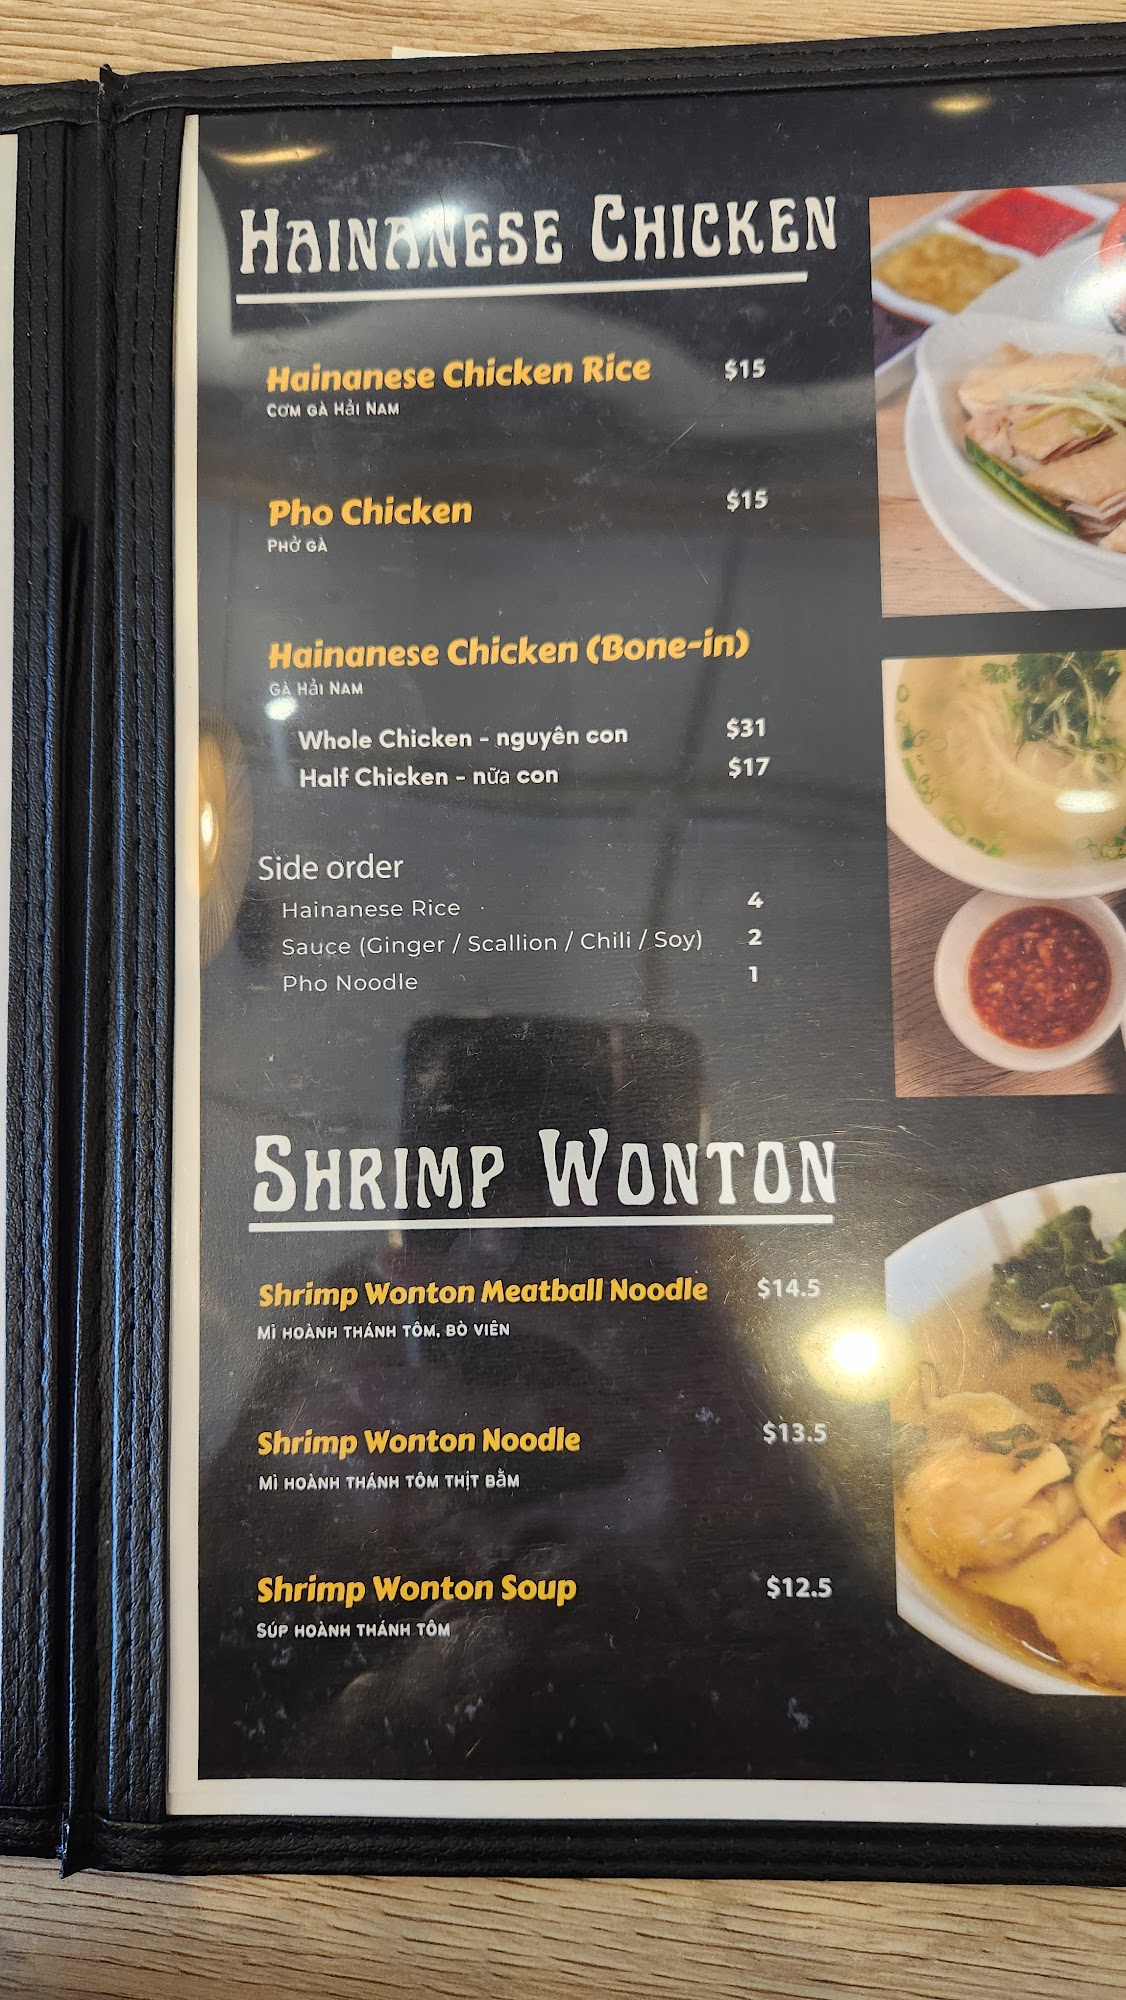 HAINANESE CHICKEN
Hainanese Chicken Rice $15
CƠM GÀ HẢI NAM
Pho Chicken $15
PHỞ GÀ
Hainanese Chicken (Bone-in)
GÀ HẢI NAM
Whole Chicken - nguyên con $31
Half Chicken - nữa con $17
Side order
Hainanese Rice 4
Sauce (Ginger / Scallion / Chili / Soy) 2
Pho Noodle 1
SHRIMP WONTON
Shrimp Wonton Meatball Noodle $14.5
MÌ HOÀNH THÁNH TÔM, BÒ VIÊN
Shrimp Wonton Noodle $13.5
MÌ HOÀNH THÁNH TÔM THỊT BẰM
Shrimp Wonton Soup $12.5
SÚP HOÀNH THÁNH TÔM